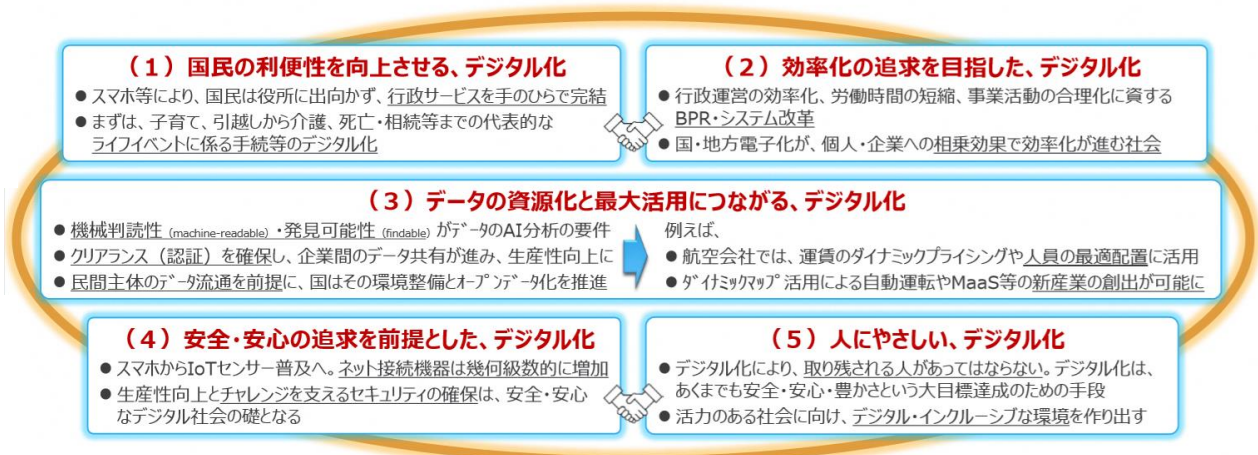 （１）国民の利便性を向上させる、デジタル化
● スマホ等により、国民は役所に出向かず、行政サービスを手のひらで完結
● まずは、子育て、引越しから介護、死亡・相続等までの代表的な
ライフイベントに係る手続等のデジタル化
（２）効率化の追求を目指した、デジタル化
● 行政運営の効率化、労働時間の短縮、事業活動の合理化に資する
BPR・システム改革
● 国・地方電子化が、個人・企業への相乗効果で効率化が進む社会
（３）データの資源化と最大活用につながる、デジタル化
● 機械判読性 (machine-readable) ・発見可能性 (findable) がﾃﾞｰﾀのAI分析の要件
● クリアランス（認証）を確保し、企業間のデータ共有が進み、生産性向上に
● 民間主体のﾃﾞｰﾀ流通を前提に、国はその環境整備とｵｰﾌﾟﾝﾃﾞｰﾀ化を推進
例えば、
● 航空会社では、運賃のダイナミックプライシングや人員の最適配置に活用
● ﾀﾞｲﾅﾐｯｸﾏｯﾌﾟ活用による自動運転やMaaS等の新産業の創出が可能に
（４）安全・安心の追求を前提とした、デジタル化
● スマホからIoTセンサー普及へ。ネット接続機器は幾何級数的に増加
● 生産性向上とチャレンジを支えるセキュリティの確保は、安全・安心
なデジタル社会の礎となる
（５）人にやさしい、デジタル化
● デジタル化により、取り残される人があってはならない。デジタル化は、
あくまでも安全・安心・豊かさという大目標達成のための手段
● 活力のある社会に向け、デジタル・インクルーシブな環境を作り出す